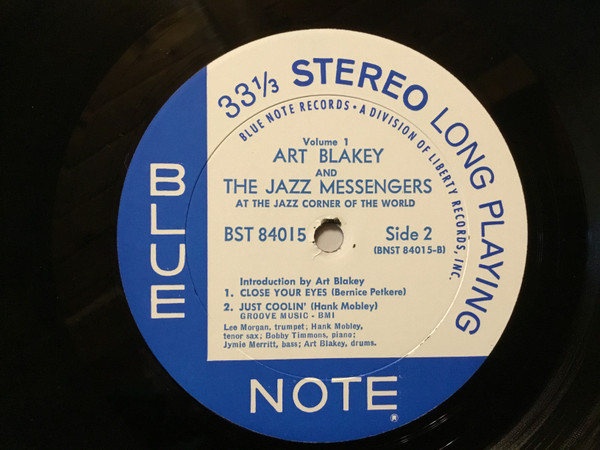 33⅓ STEREO LONG PLAYING
BLUE NOTE RECORDS • A DIVISION OF LIBERTY RECORDS, INC.
Volume 1
ART BLAKEY
AND
THE JAZZ MESSENGERS
AT THE JAZZ CORNER OF THE WORLD
BST 84015 Side 2
(BNST 84015-B)
Introduction by Art Blakey
1. CLOSE YOUR EYES (Bernice Petkere)
2. JUST COOLIN' (Hank Mobley)
GROOVE MUSIC - BMI
Lee Morgan, trumpet; Hank Mobley,
tenor sax; Bobby Timmons, piano;
Jymie Merritt, bass; Art Blakey, drums.
BLUE
NOTE®